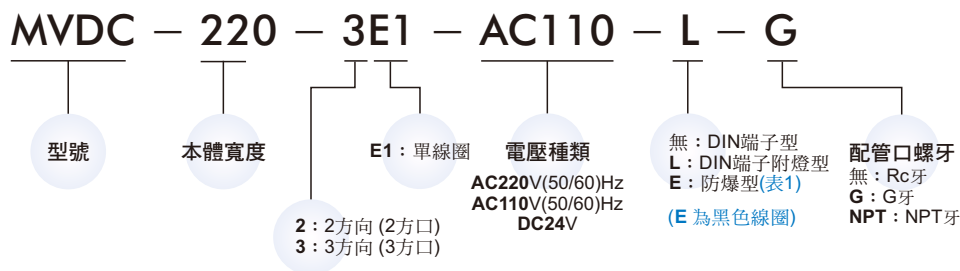 MVDC － 220 － 3E1 － AC110 － L － G
型號
本體寬度
2：2方向 (2方口)
3：3方向 (3方口)
E1：單線圈
電壓種類
AC220V(50/60)Hz
AC110V(50/60)Hz
DC24V
無：DIN端子型
L：DIN端子附燈型
E：防爆型(表1)
(E 為黑色線圈)
配管口螺牙
無：Rc牙
G：G牙
NPT：NPT牙